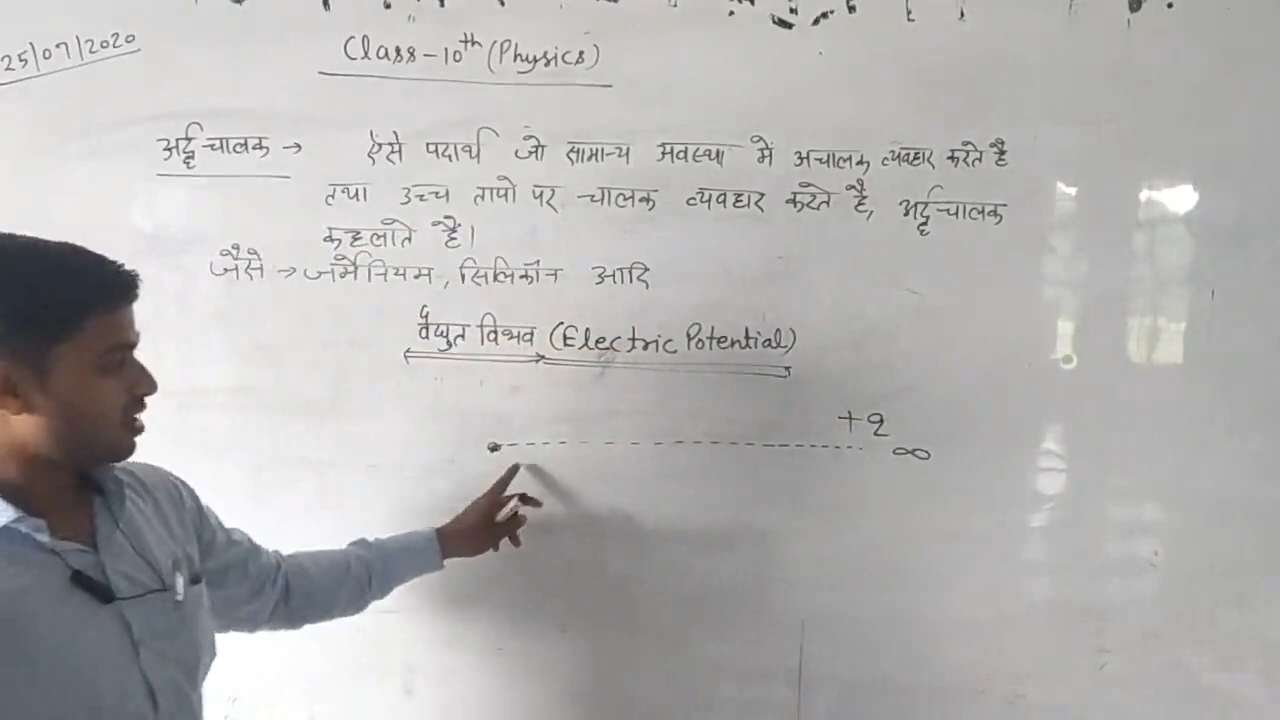 25/07/2020
Class-10th (Physics)
अर्द्धचालक → ऐसे पदार्थ जो सामान्य अवस्था में अचालक व्यवहार करते है
तथा उच्च तापो पर चालक व्यवहार करते है, अर्द्धचालक
कहलाते है।
जैसे → जर्मेनियम, सिलिकॉन आदि
वैद्युत विभव (Electric Potential)
+q
∞